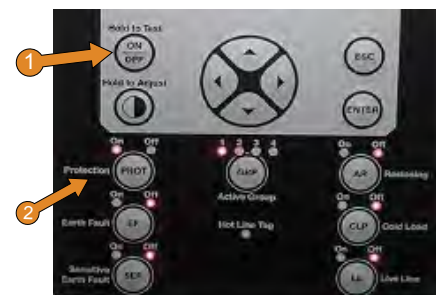 Hold to Test
1
ON
OFF
ESC
Hold to Adjust
ENTER
On Off
1 2 3 4
On Off
Protection
PROT
GRP
AR
Reclosing
2
On Off
Active Group
On Off
Earth Fault
EF
Hot Line Tag
CLP
Cold Load
On Off
On Off
Sensitive
Earth Fault
SEF
LL
Live Line